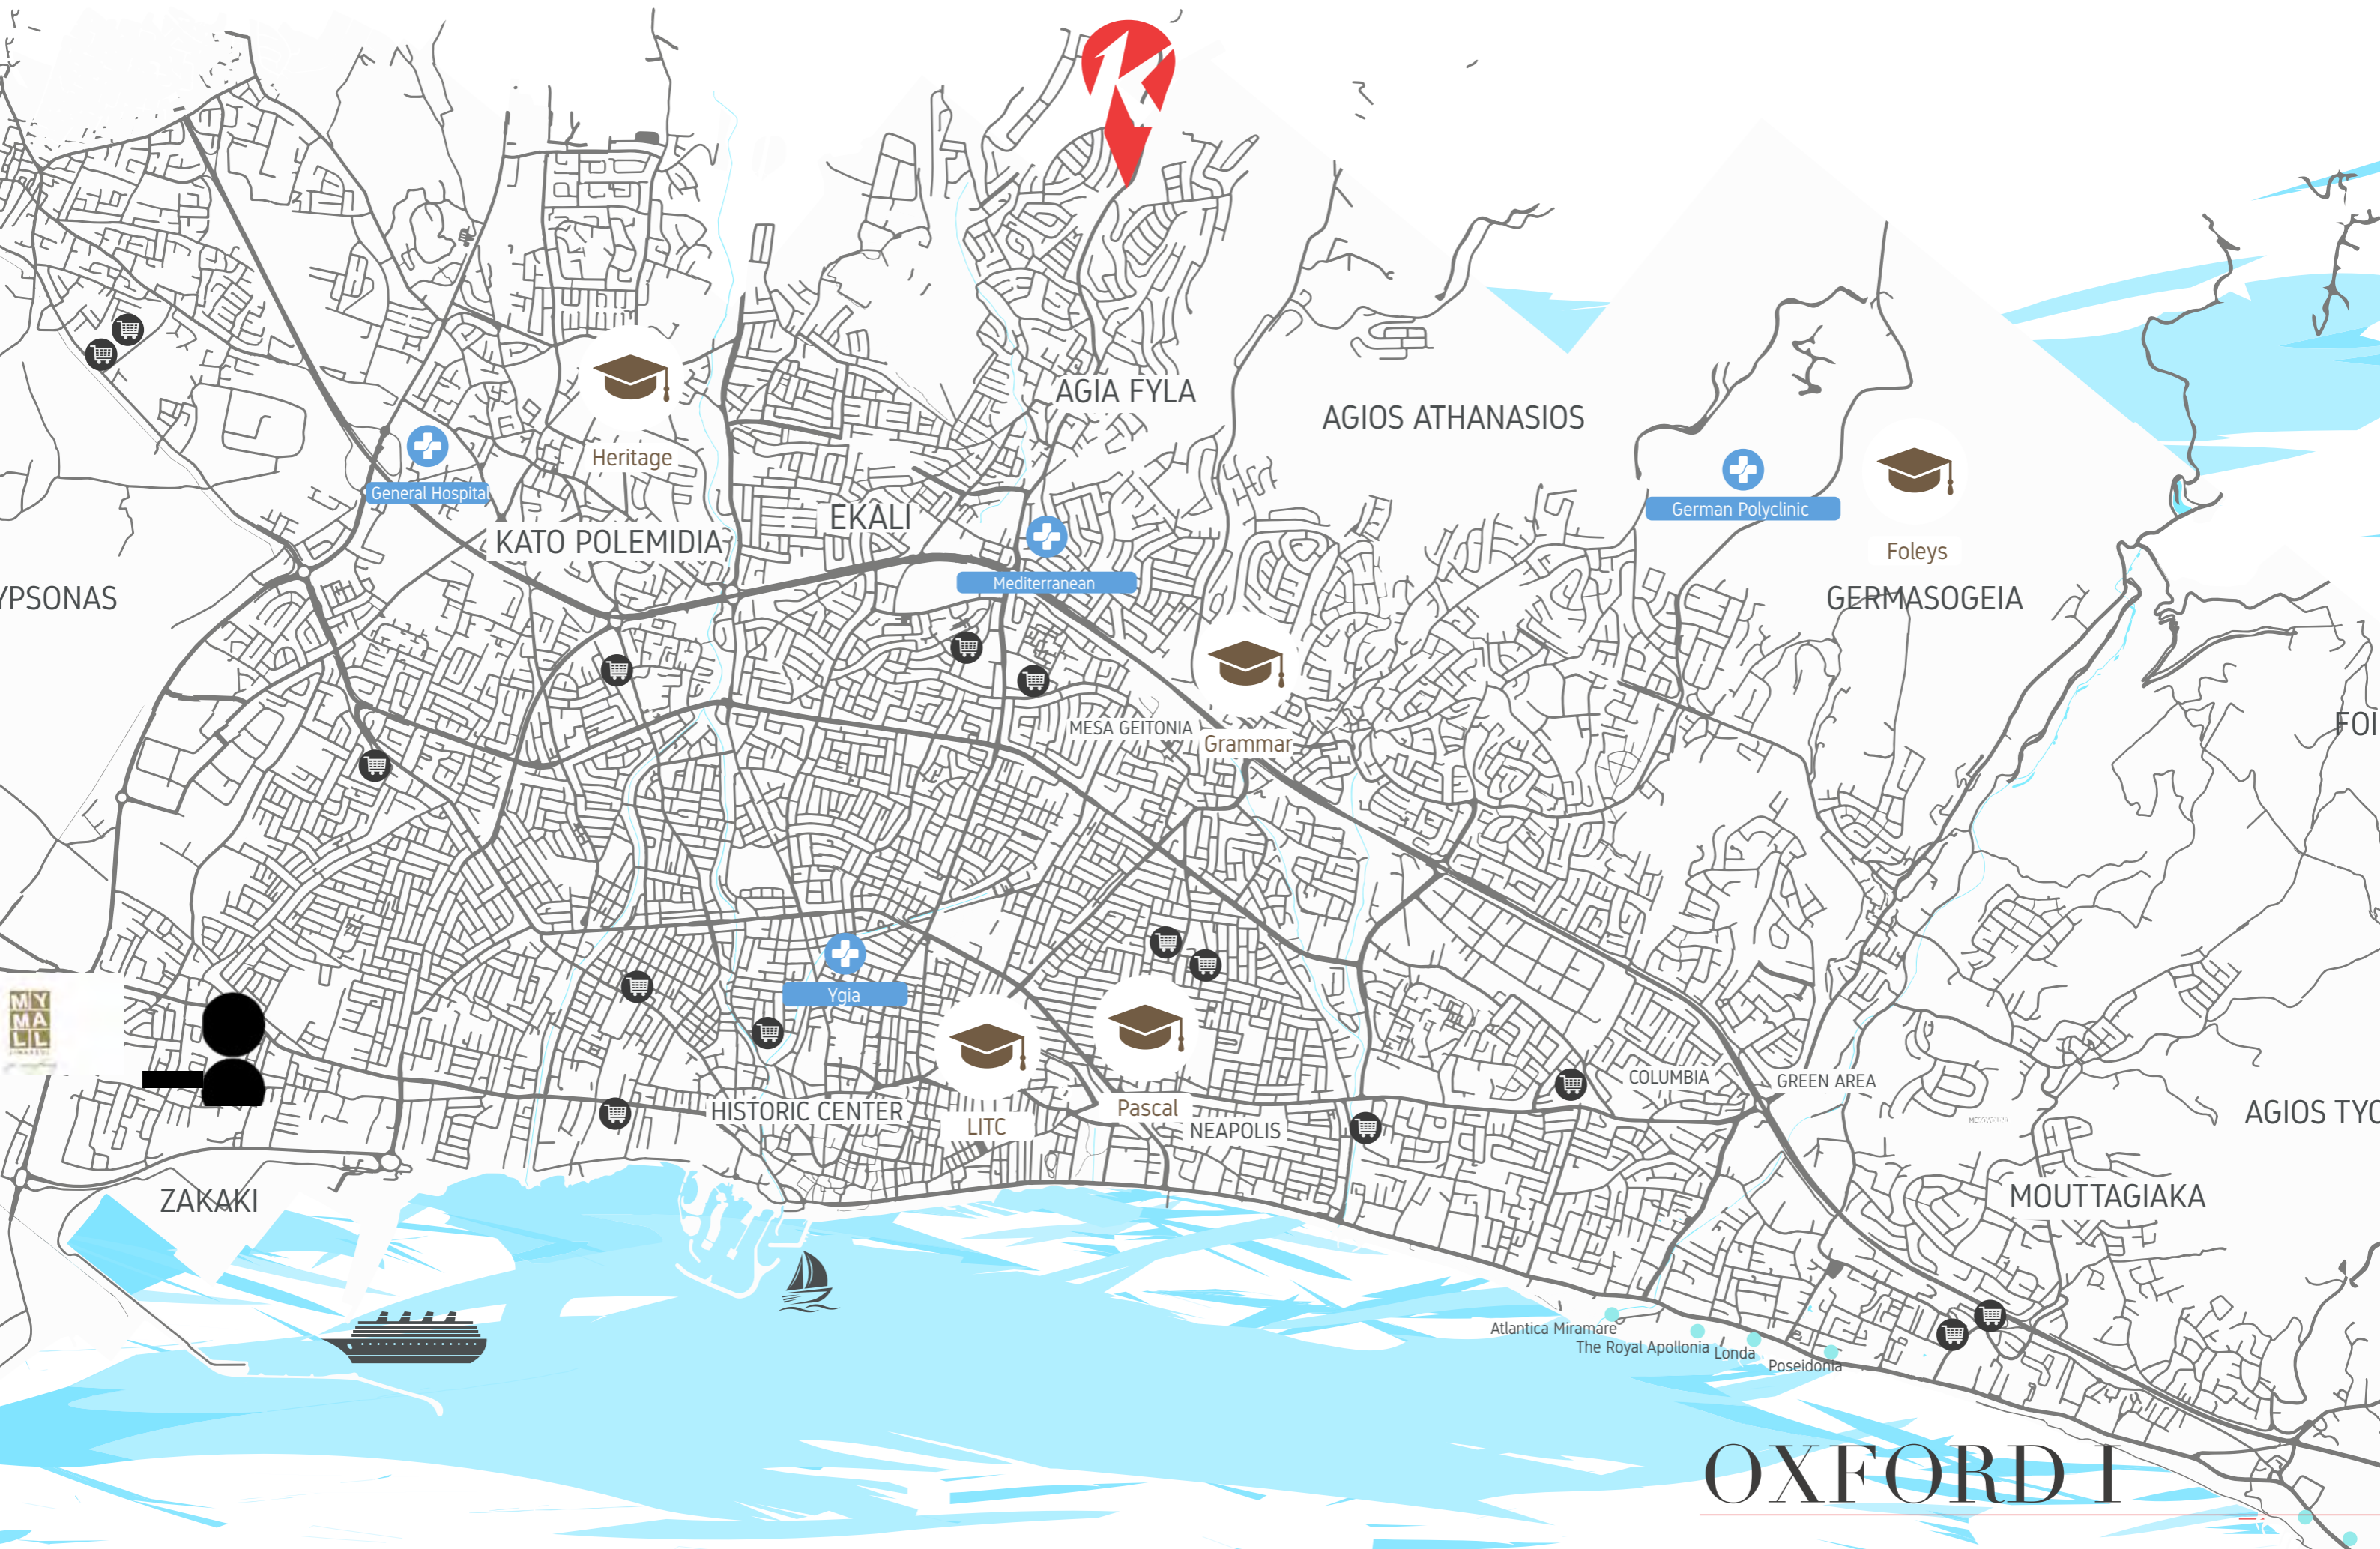 AGIA FYLA
AGIOS ATHANASIOS
Heritage
General Hospital
German Polyclinic
EKALI
KATO POLEMIDIA
Foleys
Mediterranean
YPSONAS
GERMASOGEIA
FOI
MESA GEITONIA
Grammar
Ygia
MY
MA
LL
COLUMBIA
GREEN AREA
HISTORIC CENTER
Pascal
LITC
NEAPOLIS
AGIOS TYC
ZAKAKI
MOUTTAGIAKA
Atlantica Miramare
The Royal Apollonia
Londa
Poseidonia
OXFORD I